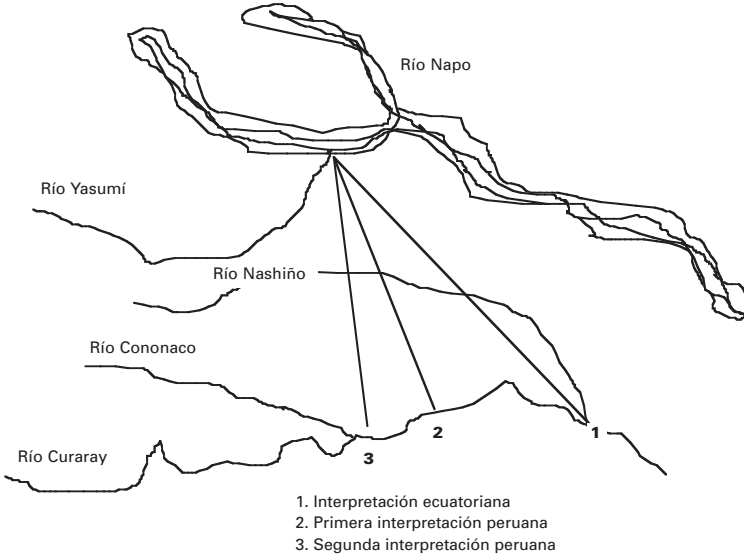 Río Napo
Río Yasumí
Río Nashiño
Río Cononaco
2
1
3
Río Curaray
1. Interpretación ecuatoriana
2. Primera interpretación peruana
3. Segunda interpretación peruana